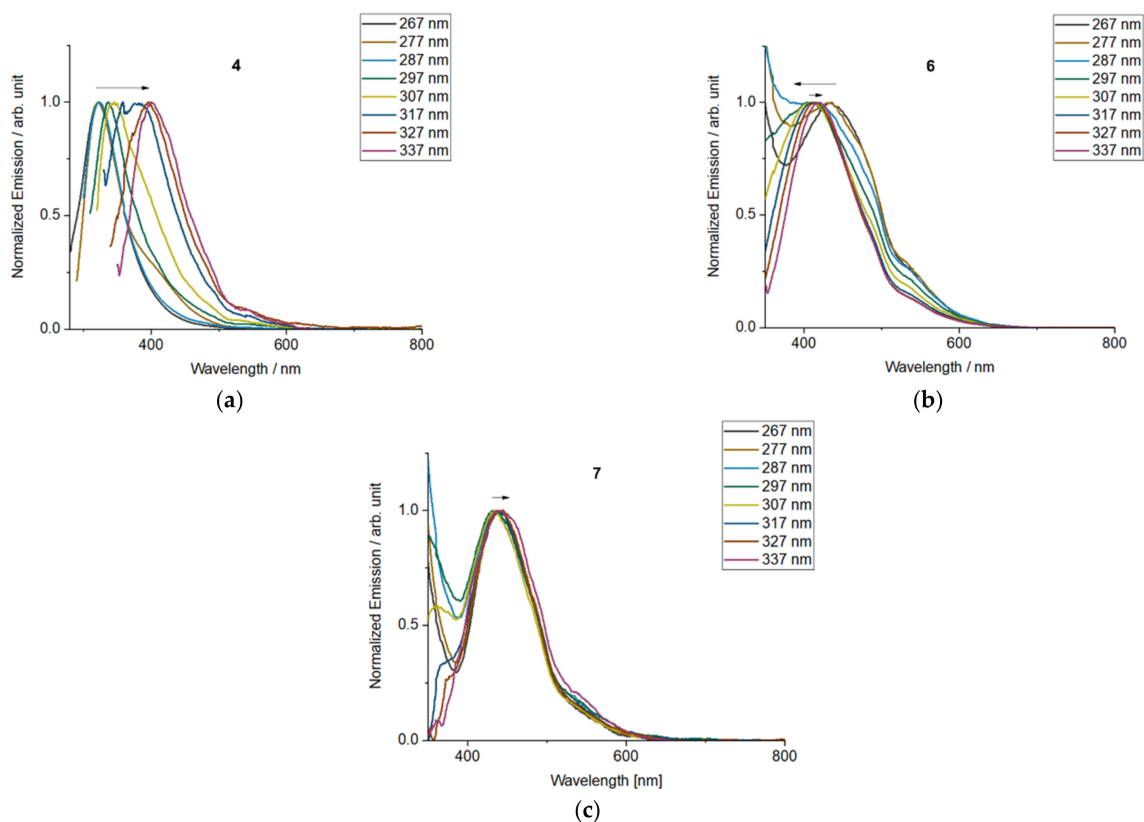 4
267 nm
277 nm
287 nm
297 nm
307 nm
317 nm
327 nm
337 nm
Normalized Emission / arb. unit
1.0
0.5
0.0
400
600
800
Wavelength / nm
(a)
6
267 nm
277 nm
287 nm
297 nm
307 nm
317 nm
327 nm
337 nm
Normalized Emission / arb. unit
1.0
0.5
0.0
400
600
800
Wavelength / nm
(b)
7
267 nm
277 nm
287 nm
297 nm
307 nm
317 nm
327 nm
337 nm
Normalized Emission / arb. unit
1.0
0.5
0.0
400
600
800
Wavelength [nm]
(c)